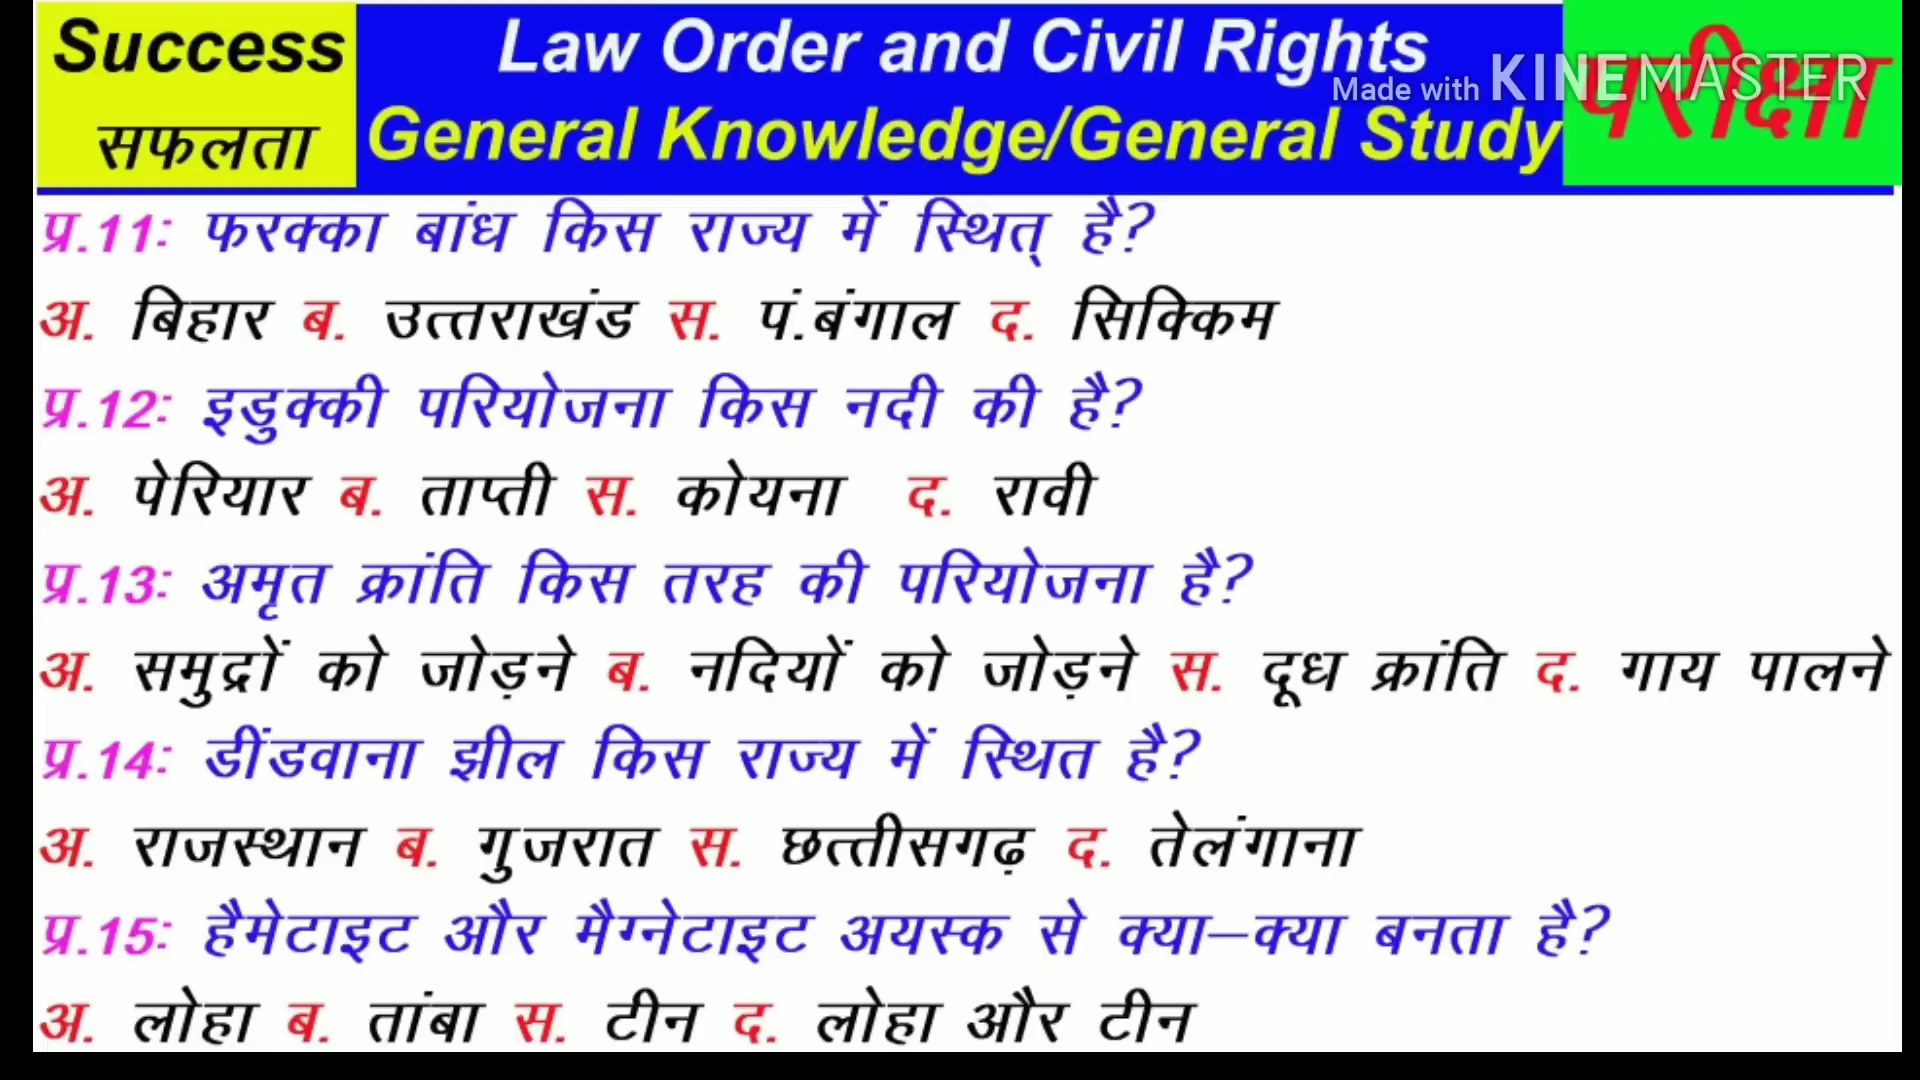 Success
सफलता
Law Order and Civil Rights
General Knowledge/General Study
Made with KINEMASTER
परीक्षा
प्र.11: फरक्का बांध किस राज्य में स्थित् है?
अ. बिहार ब. उत्तराखंड स. पं.बंगाल द. सिक्किम
प्र.12: इडुक्की परियोजना किस नदी की है?
अ. पेरियार ब. ताप्ती स. कोयना द. रावी
प्र.13: अमृत क्रांति किस तरह की परियोजना है?
अ. समुद्रों को जोड़ने ब. नदियों को जोड़ने स. दूध क्रांति द. गाय पालने
प्र.14: डींडवाना झील किस राज्य में स्थित है?
अ. राजस्थान ब. गुजरात स. छत्तीसगढ़ द. तेलंगाना
प्र.15: हैमेटाइट और मैग्नेटाइट अयस्क से क्या–क्या बनता है?
अ. लोहा ब. तांबा स. टीन द. लोहा और टीन